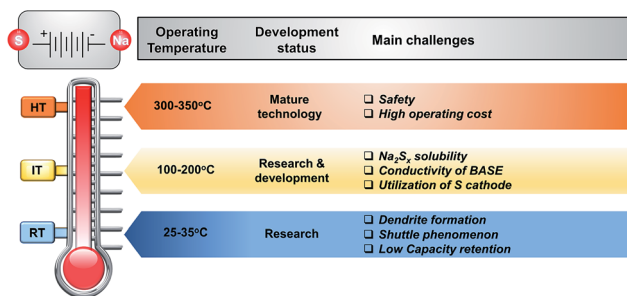 S + - Na
Operating Temperature
Development status
Main challenges
HT
300-350°C
Mature technology
❑ Safety
❑ High operating cost
IT
100-200°C
Research & development
❑ Na₂Sₓ solubility
❑ Conductivity of BASE
❑ Utilization of S cathode
RT
25-35°C
Research
❑ Dendrite formation
❑ Shuttle phenomenon
❑ Low Capacity retention